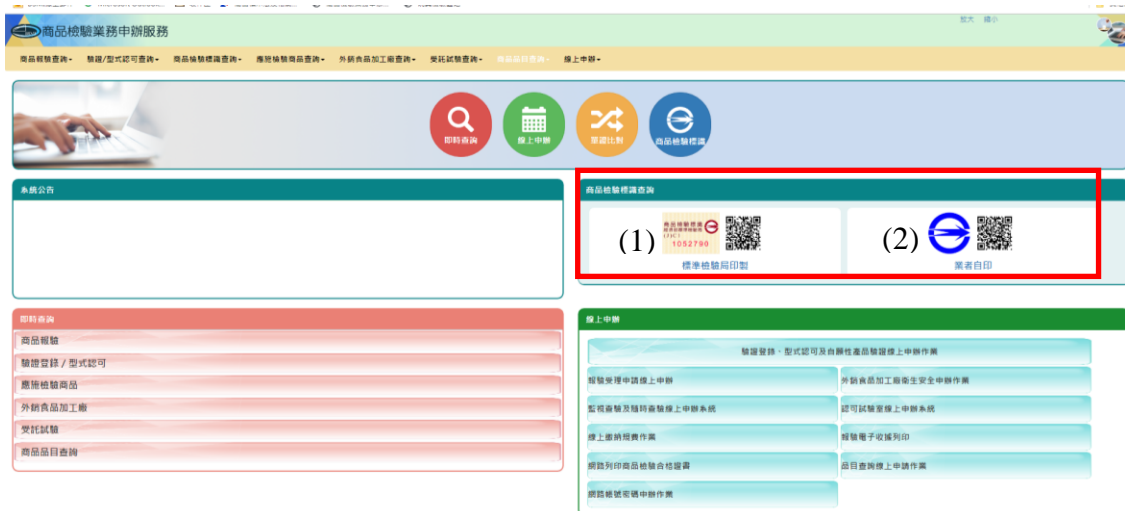 商品檢驗業務申辦服務
放大 縮小
商品報驗查詢 驗證/型式認可查詢 商品檢驗標識查詢 應施檢驗商品查詢 外銷食品加工廠查詢 受託試驗查詢 商品品目查詢 線上申辦
即時查詢 線上申辦 單證比對 商品檢驗標識
系統公告
商品檢驗標識查詢
(1)
商品檢驗標識
1052790
標準檢驗局印製
(2)
業者自印
即時查詢
商品報驗
驗證登錄 / 型式認可
應施檢驗商品
外銷食品加工廠
受託試驗
商品品目查詢
線上申辦
驗證登錄、型式認可及自願性產品驗證線上申辦作業
報驗受理申請線上申辦
外銷食品加工廠衛生安全申辦作業
監視查驗及隨時查驗線上申辦系統
認可試驗室線上申辦系統
線上繳納規費作業
報驗電子收據列印
網路列印商品檢驗合格證書
品目查詢線上申請作業
網路帳號密碼申辦作業